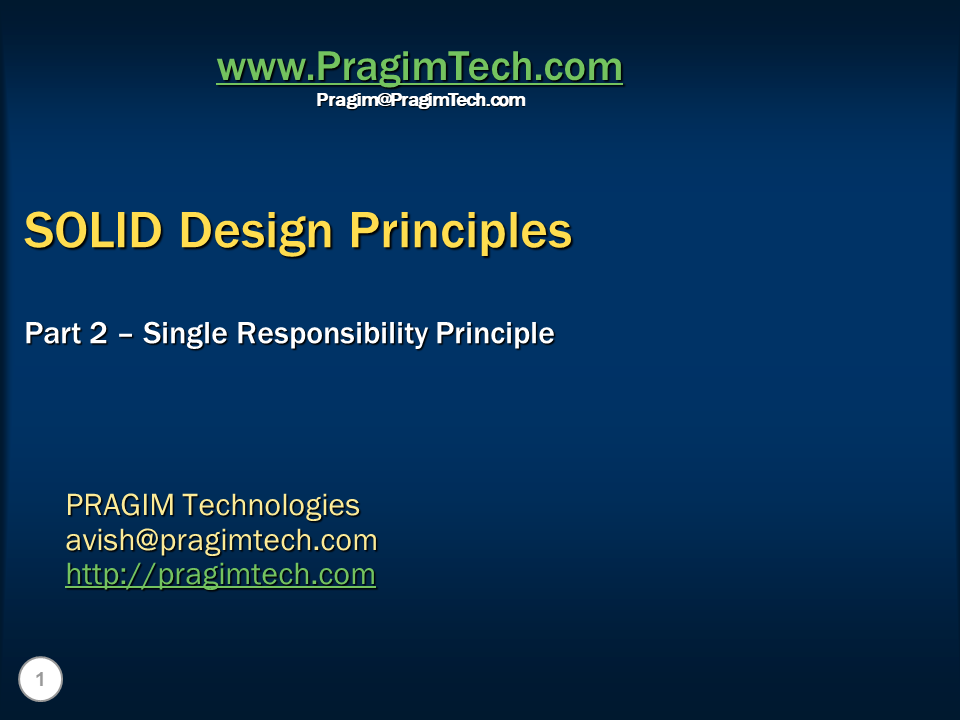 www.PragimTech.com
Pragim@PragimTech.com
SOLID Design Principles
Part 2 – Single Responsibility Principle
PRAGIM Technologies
avish@pragimtech.com
http://pragimtech.com
1